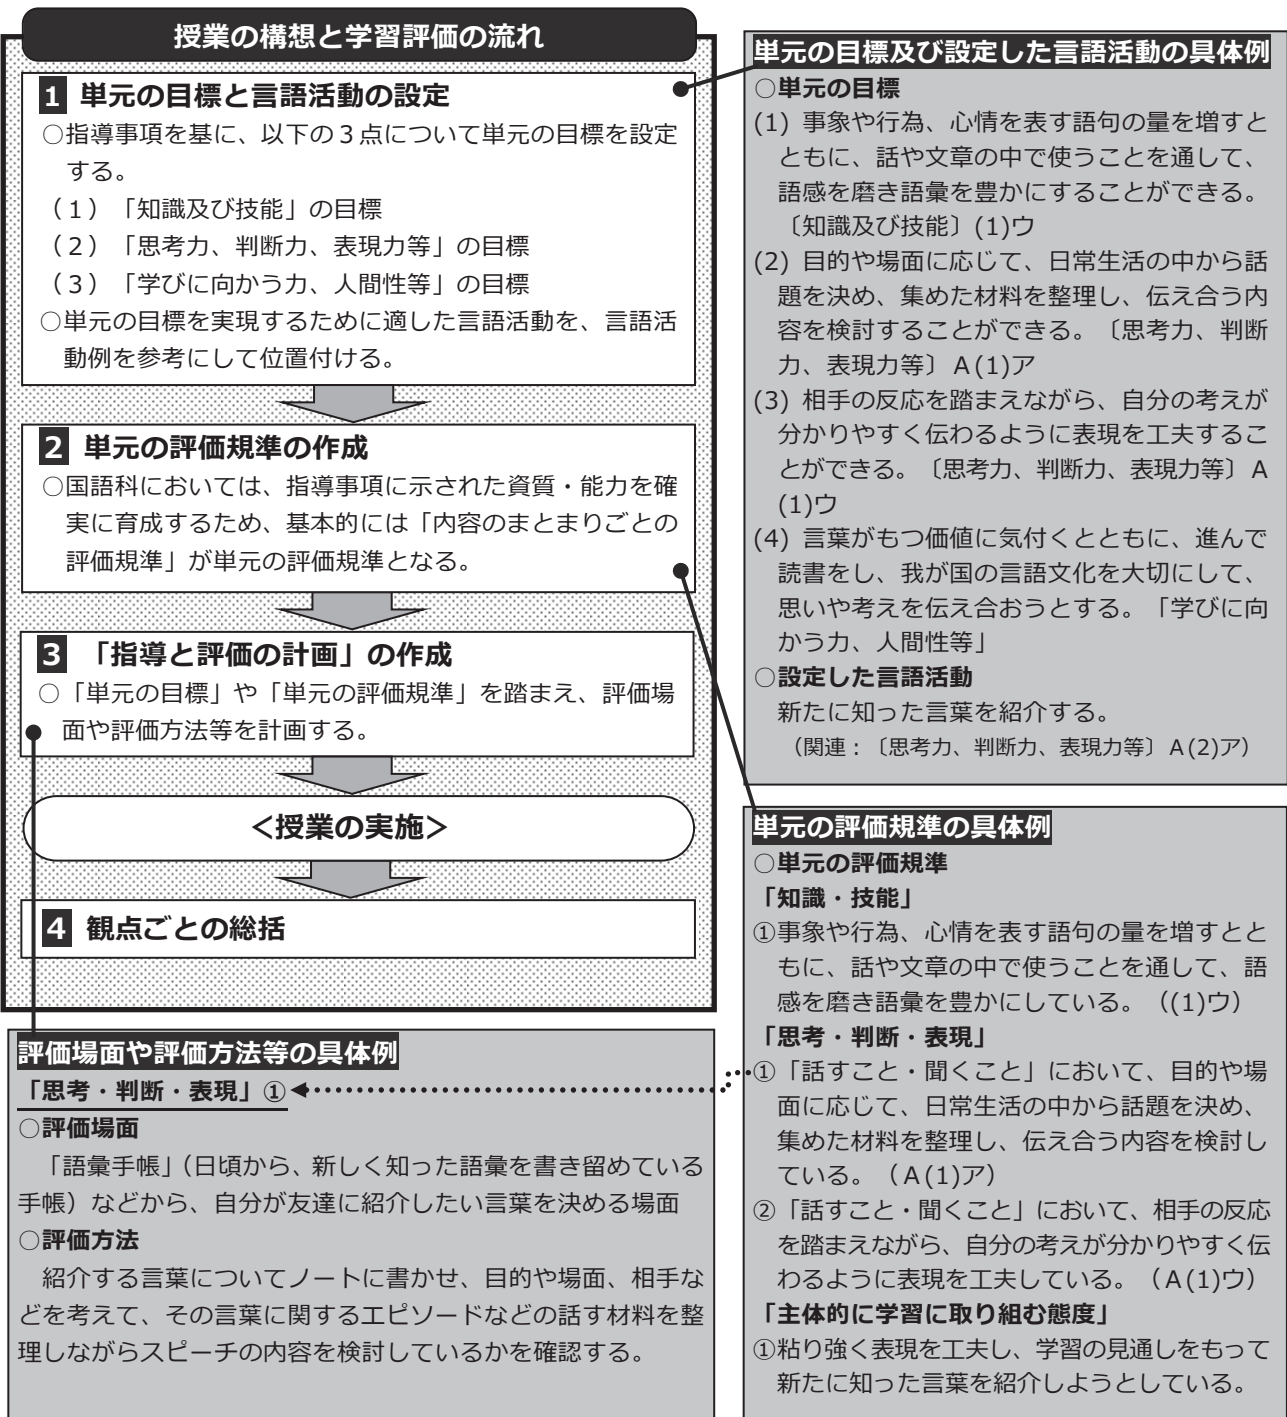 授業の構想と学習評価の流れ
1 単元の目標と言語活動の設定
○指導事項を基に、以下の3点について単元の目標を設定
する。
(1)「知識及び技能」の目標
(2)「思考力、判断力、表現力等」の目標
(3)「学びに向かう力、人間性等」の目標
○単元の目標を実現するために適した言語活動を、言語活
動例を参考にして位置付ける。
2 単元の評価規準の作成
○国語科においては、指導事項に示された資質・能力を確
実に育成するため、基本的には「内容のまとまりごとの
評価規準」が単元の評価規準となる。
3 「指導と評価の計画」の作成
○「単元の目標」や「単元の評価規準」を踏まえ、評価場
面や評価方法等を計画する。
<授業の実施>
4 観点ごとの総括
評価場面や評価方法等の具体例
「思考・判断・表現」①
○評価場面
「語彙手帳」(日頃から、新しく知った語彙を書き留めている
手帳)などから、自分が友達に紹介したい言葉を決める場面
○評価方法
紹介する言葉についてノートに書かせ、目的や場面、相手な
どを考えて、その言葉に関するエピソードなどの話す材料を整
理しながらスピーチの内容を検討しているかを確認する。
単元の目標及び設定した言語活動の具体例
○単元の目標
(1) 事象や行為、心情を表す語句の量を増すと
ともに、話や文章の中で使うことを通して、
語感を磨き語彙を豊かにすることができる。
〔知識及び技能〕(1)ウ
(2) 目的や場面に応じて、日常生活の中から話
題を決め、集めた材料を整理し、伝え合う内
容を検討することができる。〔思考力、判断
力、表現力等〕A(1)ア
(3) 相手の反応を踏まえながら、自分の考えが
分かりやすく伝わるように表現を工夫するこ
とができる。〔思考力、判断力、表現力等〕A
(1)ウ
(4) 言葉がもつ価値に気付くとともに、進んで
読書をし、我が国の言語文化を大切にして、
思いや考えを伝え合おうとする。「学びに向
かう力、人間性等」
○設定した言語活動
新たに知った言葉を紹介する。
(関連:〔思考力、判断力、表現力等〕A(2)ア)
単元の評価規準の具体例
○単元の評価規準
「知識・技能」
①事象や行為、心情を表す語句の量を増すとと
もに、話や文章の中で使うことを通して、語
感を磨き語彙を豊かにしている。((1)ウ)
「思考・判断・表現」
①「話すこと・聞くこと」において、目的や場
面に応じて、日常生活の中から話題を決め、
集めた材料を整理し、伝え合う内容を検討し
ている。(A(1)ア)
②「話すこと・聞くこと」において、相手の反応
を踏まえながら、自分の考えが分かりやすく伝
わるように表現を工夫している。(A(1)ウ)
「主体的に学習に取り組む態度」
①粘り強く表現を工夫し、学習の見通しをもって
新たに知った言葉を紹介しようとしている。